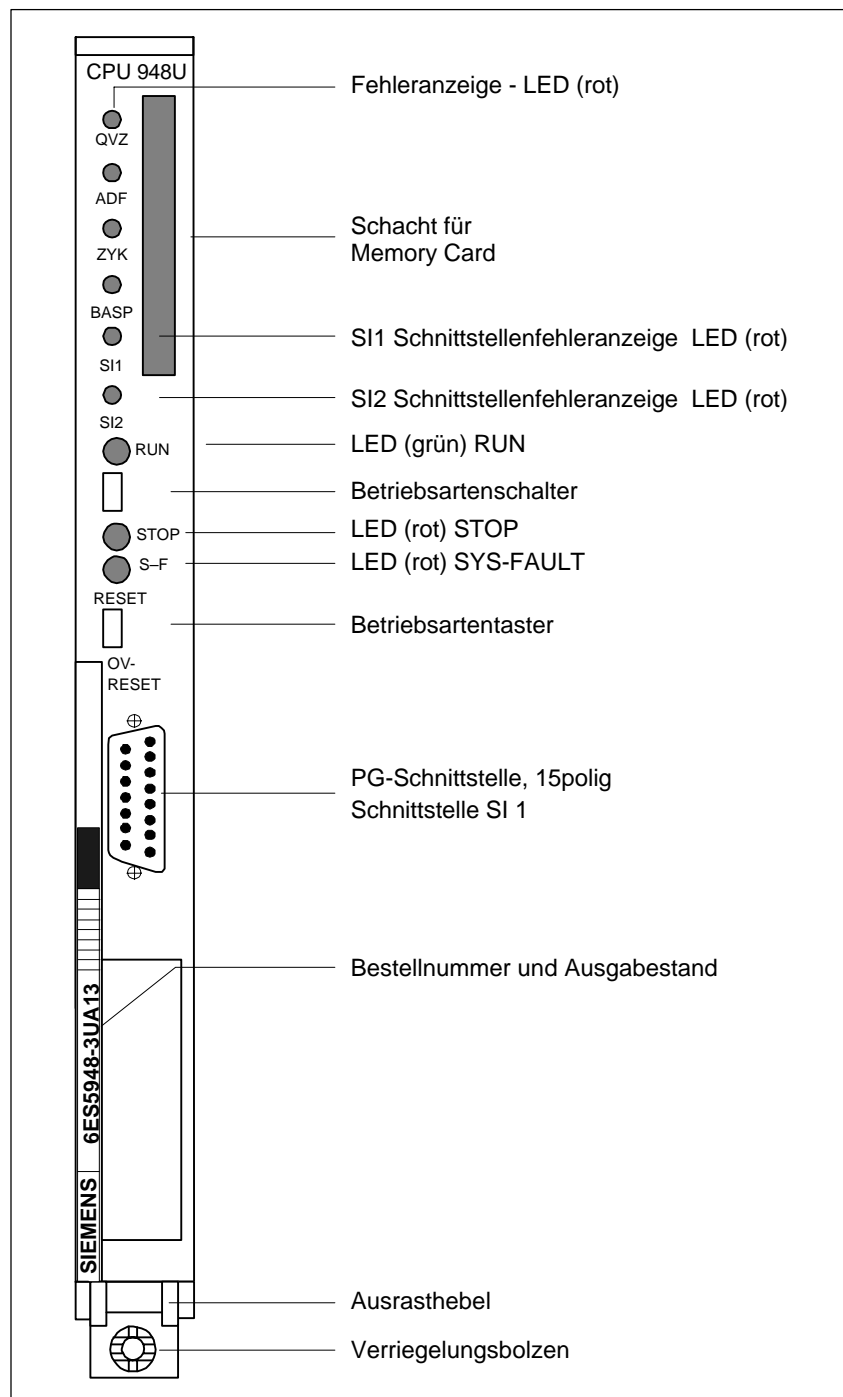 CPU 948U
Fehleranzeige - LED (rot)
QVZ
ADF
Schacht für
Memory Card
ZYK
BASP
SI1 Schnittstellenfehleranzeige LED (rot)
SI1
SI2 Schnittstellenfehleranzeige LED (rot)
SI2
RUN
LED (grün) RUN
Betriebsartenschalter
STOP
LED (rot) STOP
S–F
LED (rot) SYS-FAULT
RESET
Betriebsartentaster
OV-
RESET
PG-Schnittstelle, 15polig
Schnittstelle SI 1
Bestellnummer und Ausgabestand
6ES5948-3UA13
SIEMENS
Ausrasthebel
Verriegelungsbolzen